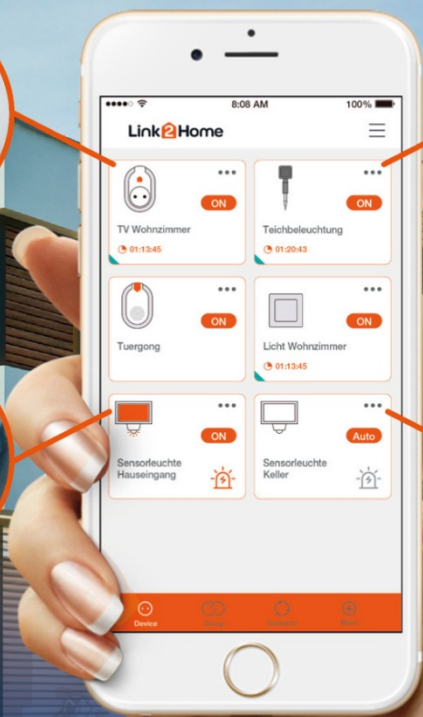 8:08 AM
100%
Link2Home
ON
TV Wohnzimmer
01:13:45
ON
Teichbeleuchtung
01:20:43
ON
Tuergong
ON
Licht Wohnzimmer
01:13:45
ON
Sensorleuchte
Hauseingang
Auto
Sensorleuchte
Keller
Device